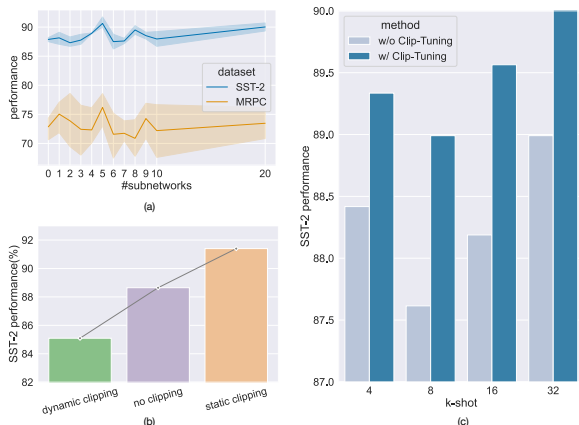 90
85
80
75
70
performance
dataset
SST-2
MRPC
0 1 2 3 4 5 6 7 8 9 10 20
#subnetworks
(a)
92
90
88
86
84
82
SST-2 performance(%)
dynamic clipping
no clipping
static clipping
(b)
90.0
89.5
89.0
88.5
88.0
87.5
87.0
SST-2 performance
method
w/o Clip-Tuning
w/ Clip-Tuning
4 8 16 32
k-shot
(c)